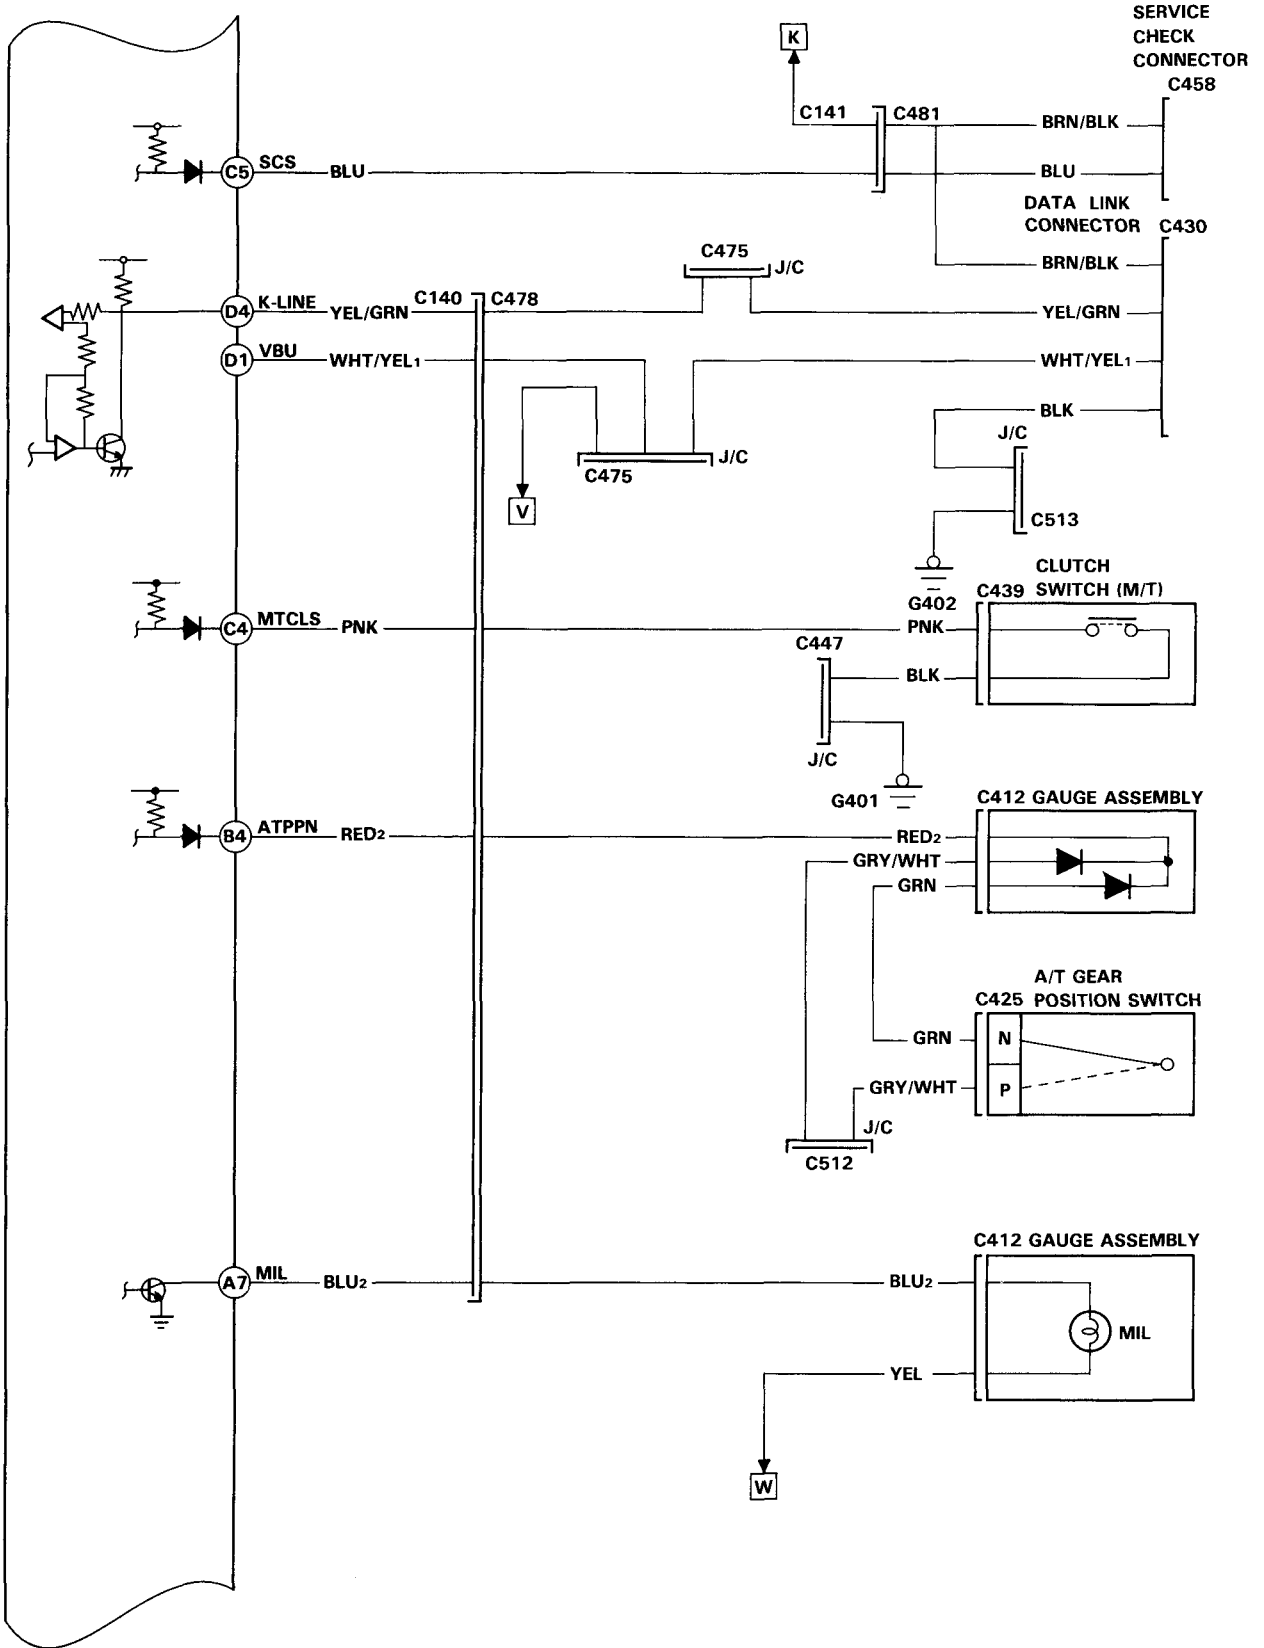 SERVICE
CHECK
CONNECTOR
C458
K
C141
C481
BRN/BLK
C5
SCS
BLU
BLU
DATA LINK
CONNECTOR C430
C475
J/C
BRN/BLK
D4
K-LINE
YEL/GRN
C140
C478
YEL/GRN
D1
VBU
WHT/YEL1
WHT/YEL1
BLK
J/C
J/C
C475
V
C513
CLUTCH
C439 SWITCH (M/T)
G402
C4
MTCLS
PNK
PNK
C447
BLK
J/C
G401
C412 GAUGE ASSEMBLY
B4
ATPPN
RED2
RED2
GRY/WHT
GRN
A/T GEAR
C425 POSITION SWITCH
GRN
N
GRY/WHT
P
J/C
C512
C412 GAUGE ASSEMBLY
A7
MIL
BLU2
BLU2
MIL
YEL
W